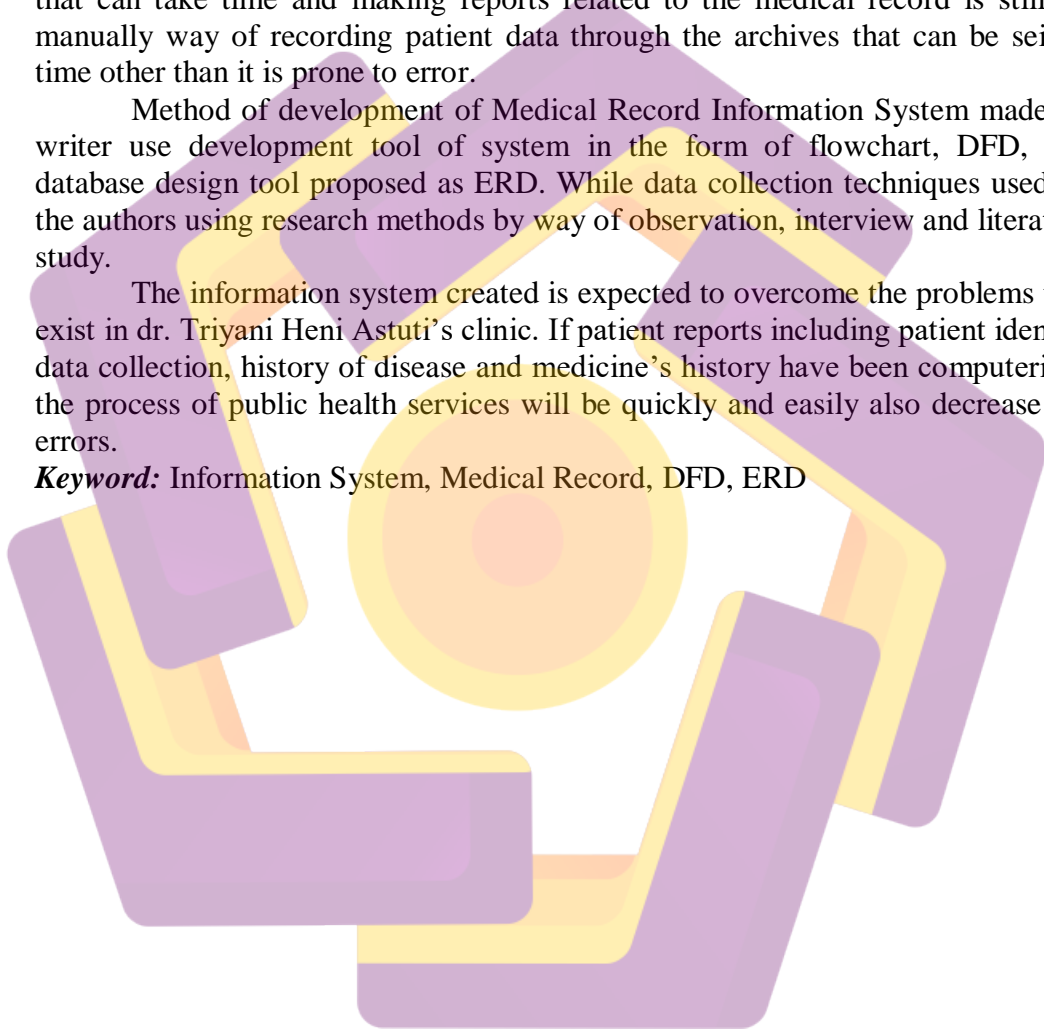 that can take time and making reports related to the medical record is still
manually way of recording patient data through the archives that can be sei
time other than it is prone to error.
Method of development of Medical Record Information System made
writer use development tool of system in the form of flowchart, DFD,
database design tool proposed as ERD. While data collection techniques used
the authors using research methods by way of observation, interview and literat
study.
The information system created is expected to overcome the problems
exist in dr. Triyani Heni Astuti’s clinic. If patient reports including patient iden
data collection, history of disease and medicine’s history have been computeri
the process of public health services will be quickly and easily also decrease
errors.
Keyword: Information System, Medical Record, DFD, ERD